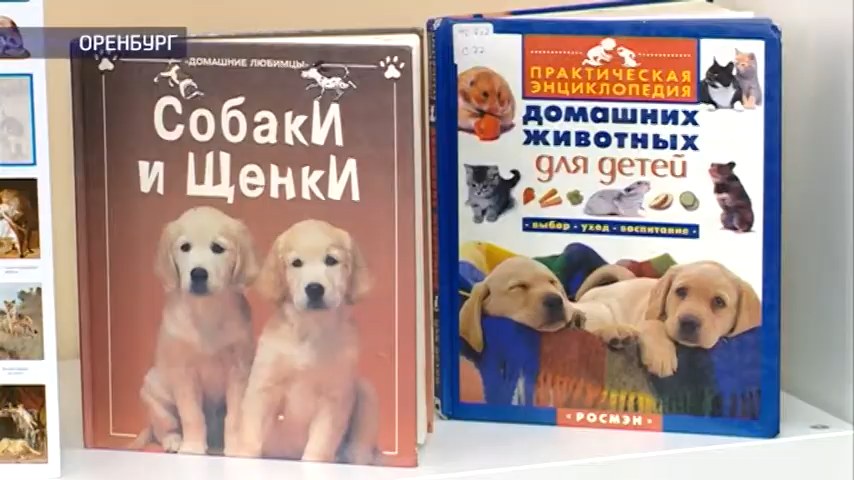 ОРЕНБУРГ
ДОМАШНИЕ ЛЮБИМЦЫ
Собаки
и Щенки
ПРАКТИЧЕСКАЯ
ЭНЦИКЛОПЕДИЯ
ДОМАШНИХ
ЖИВОТНЫХ
для детей
выбор · уход · воспитание
РОСМЭН